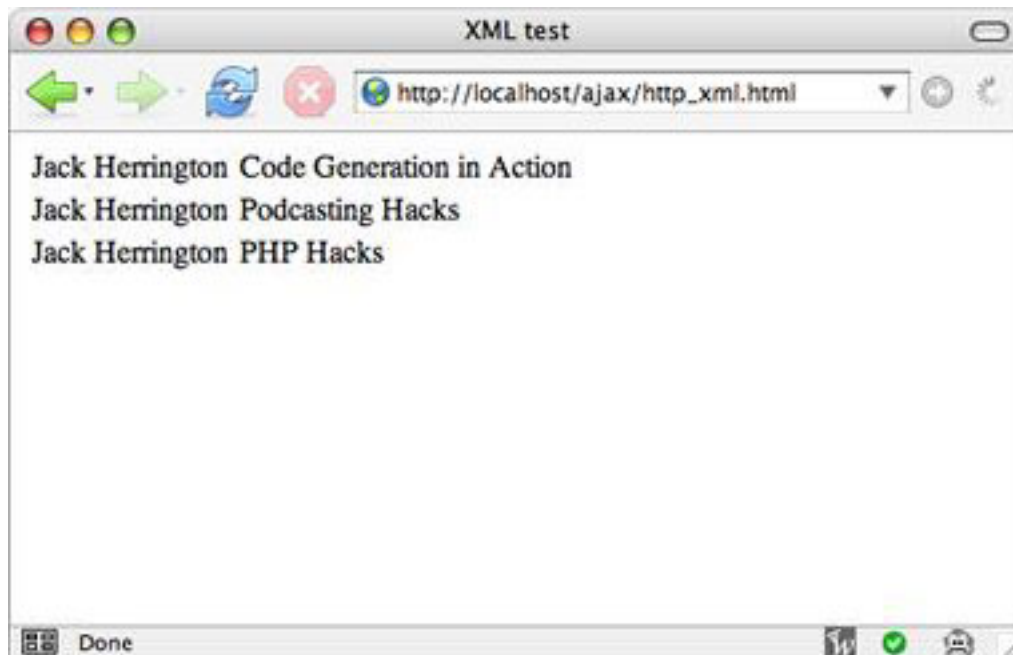 XML test
http://localhost/ajax/http_xml.html
Jack Herrington Code Generation in Action
Jack Herrington Podcasting Hacks
Jack Herrington PHP Hacks
Done